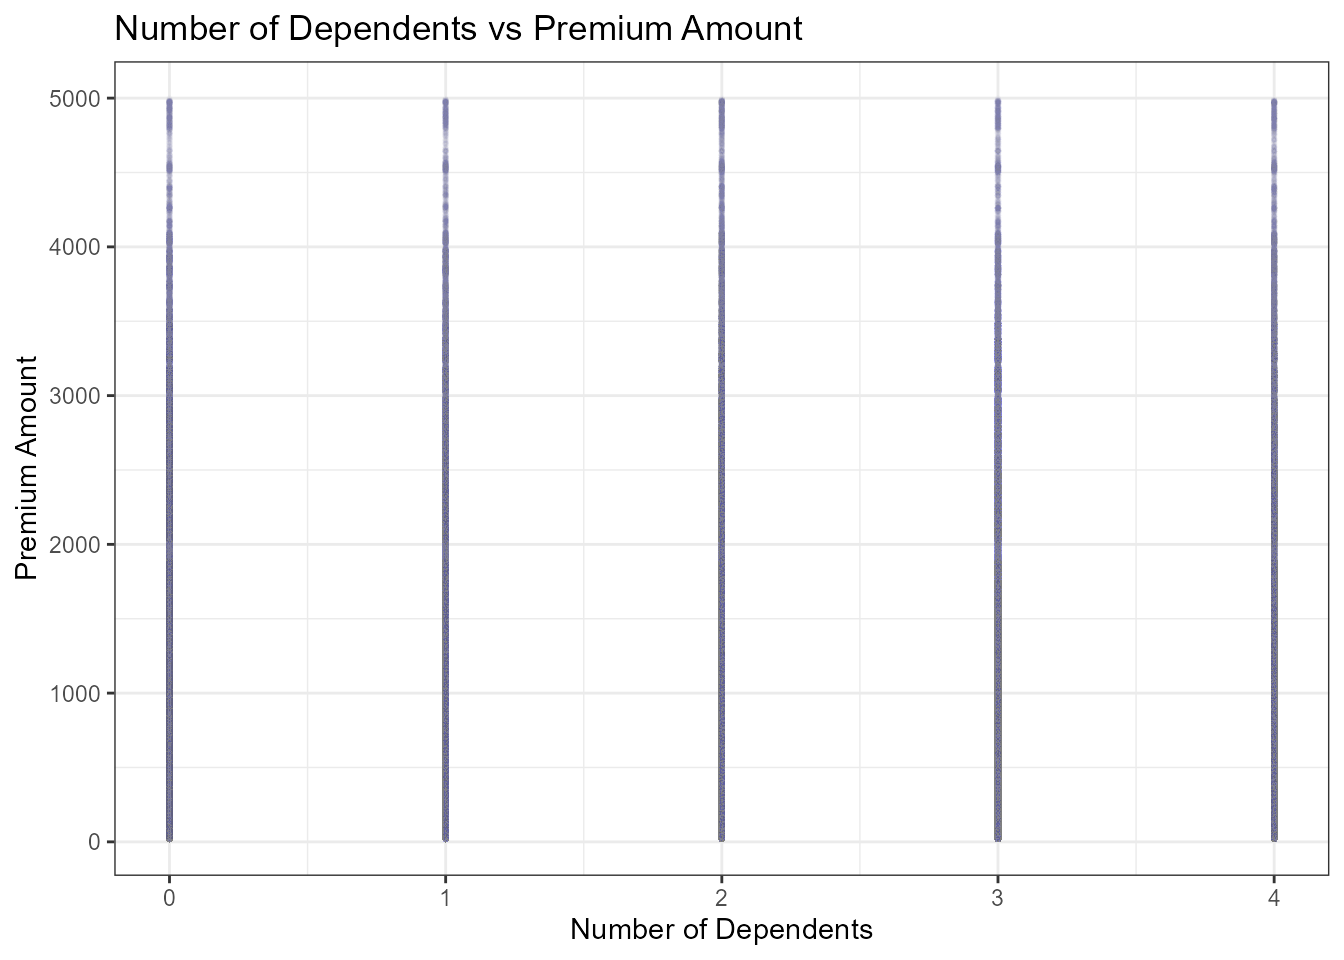 Number of Dependents vs Premium Amount
5000
4000
3000
2000
1000
0
Premium Amount
0 1 2 3 4
Number of Dependents